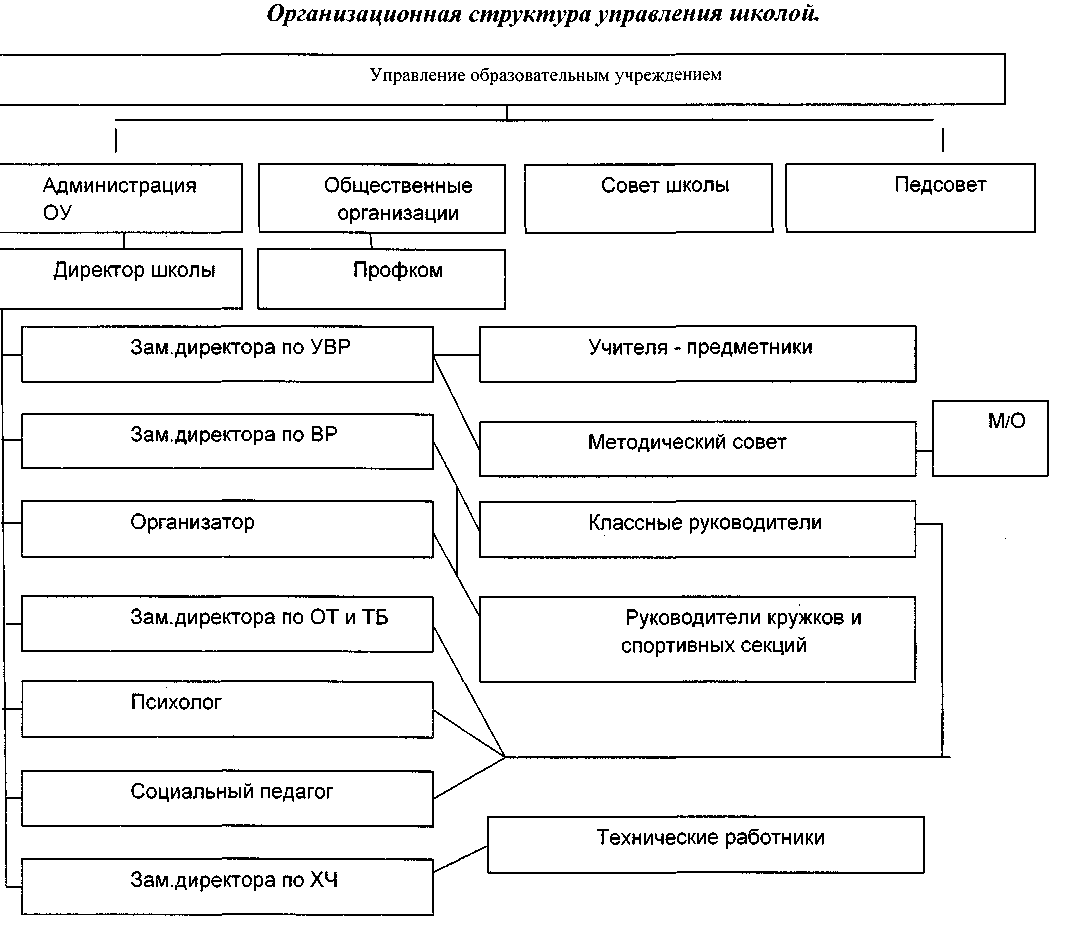 Организационная структура управления школой.
Управление образовательным учреждением
Администрация
ОУ
Общественные
организации
Совет школы
Педсовет
Директор школы
Профком
Зам.директора по УВР
Учителя - предметники
Зам.директора по ВР
Методический совет
М/О
Организатор
Классные руководители
Зам.директора по ОТ и ТБ
Руководители кружков и
спортивных секций
Психолог
Социальный педагог
Технические работники
Зам.директора по ХЧ